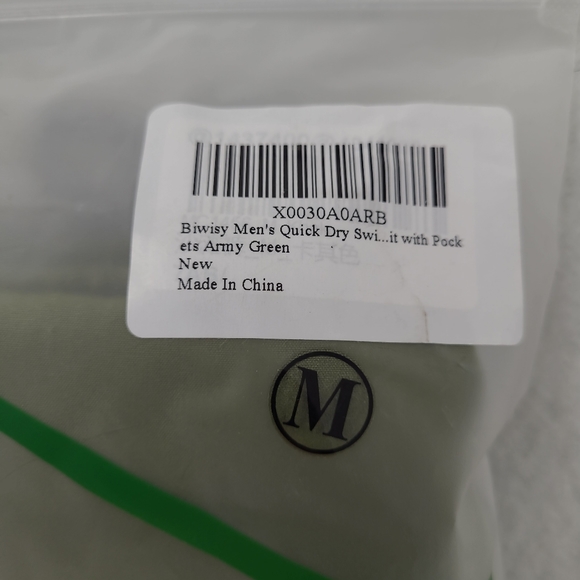 X0030A0ARB
Biwisy Men's Quick Dry Swi...it with Pock
ets Army Green
New
Made In China
M